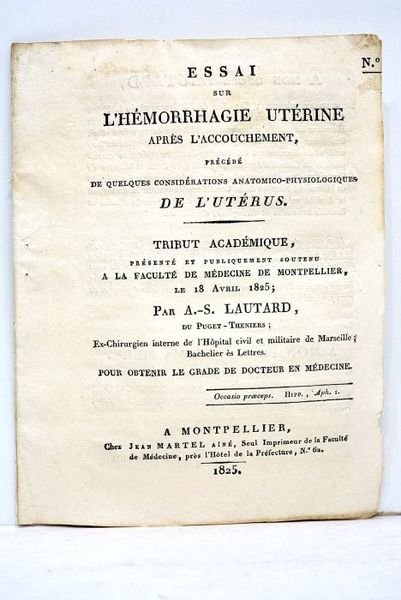 N.º
ESSAI
SUR
L'HÉMORRHAGIE UTÉRINE
APRÈS L'ACCOUCHEMENT,
PRÉCÉDÉ
DE QUELQUES CONSIDÉRATIONS ANATOMICO-PHYSIOLOGIQUES
DE L'UTÉRUS.
TRIBUT ACADÉMIQUE,
PRÉSENTÉ ET PUBLIQUEMENT SOUTENU
A LA FACULTÉ DE MÉDECINE DE MONTPELLIER,
LE 18 AVRIL 1825;
PAR A.-S. LAUTARD,
DU PUGET-THENIERS;
Ex-Chirurgien interne de l'Hôpital civil et militaire de Marseille;
Bachelier ès Lettres.
POUR OBTENIR LE GRADE DE DOCTEUR EN MÉDECINE.
Occasio præceps. HIPP., Aph. 1.
A MONTPELLIER,
Chez JEAN MARTEL AÎNÉ, Seul Imprimeur de la Faculté
de Médecine, près l'Hôtel de la Préfecture, N.º 62.
1825.